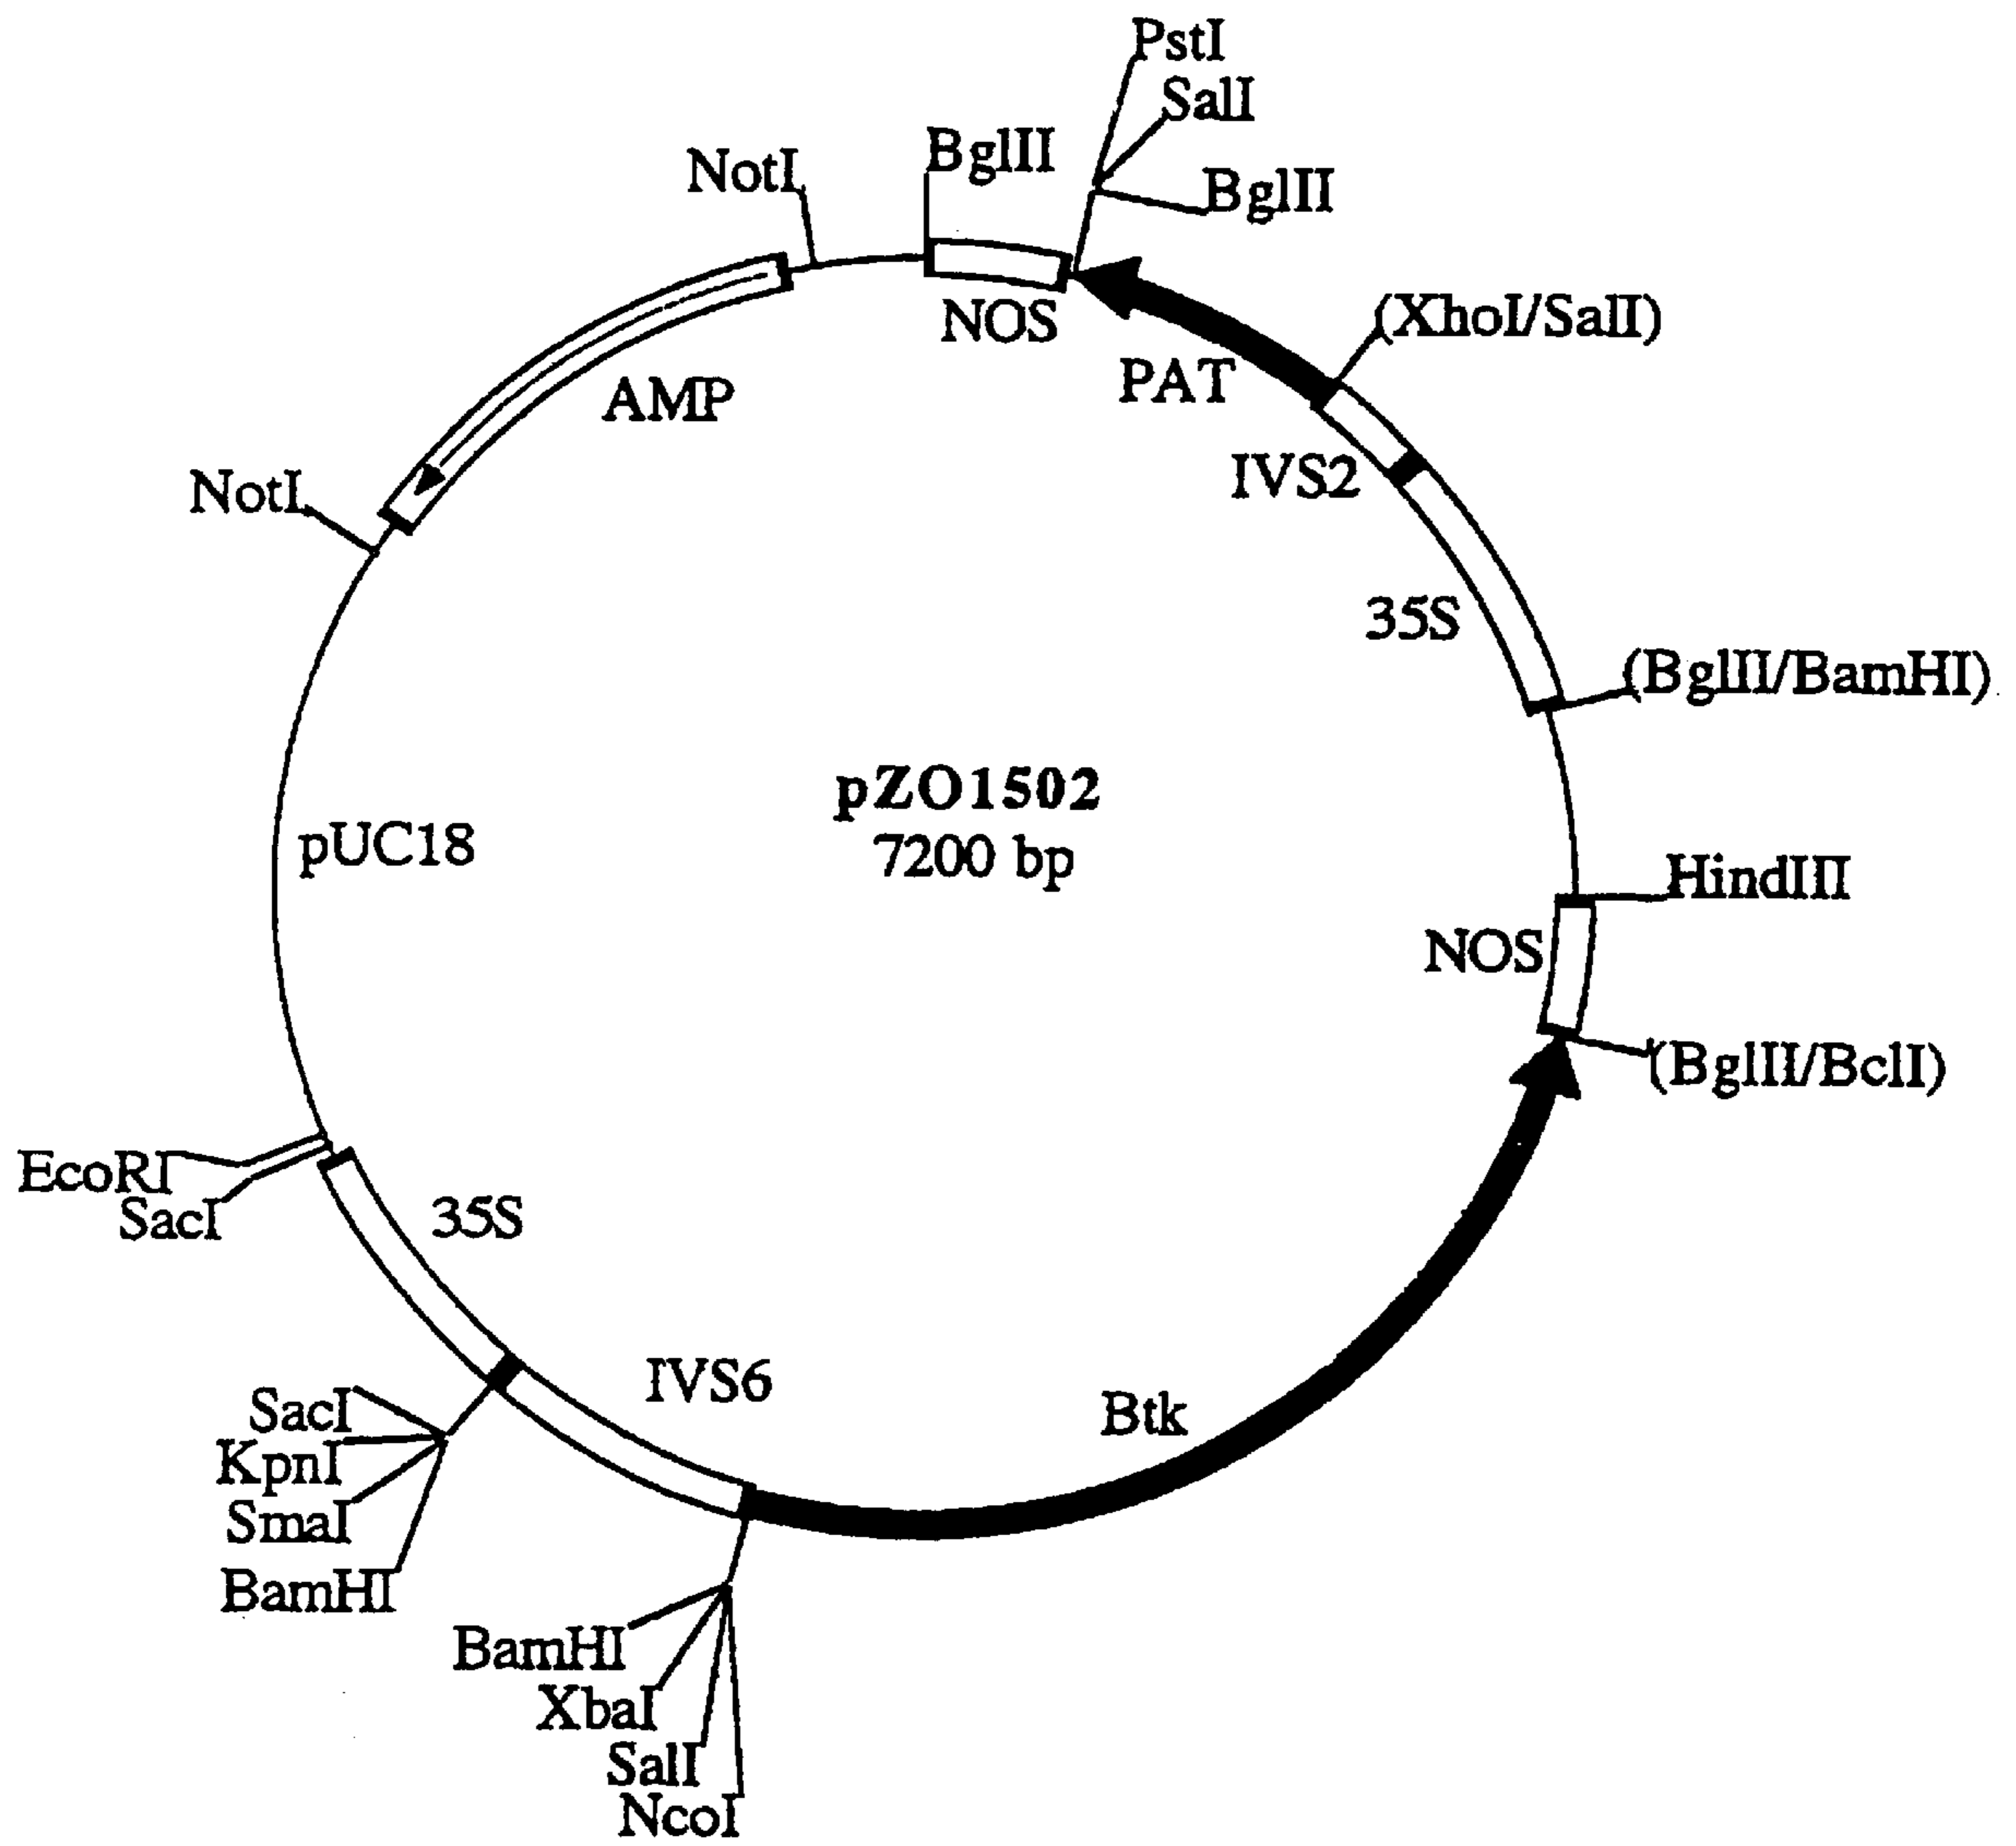 PstI
SalI
BglII
NotI
BglII
NOS
(XhoI/SalI)
PAT
AMP
IVS2
NotI
35S
(BglII/BamHI)
pZO1502
7200 bp
pUC18
HindIII
NOS
(BglII/BclI)
EcoRI
SacI
35S
IVS6
Btk
SacI
KpnI
SmaI
BamHI
BamHI
XbaI
SalI
NcoI